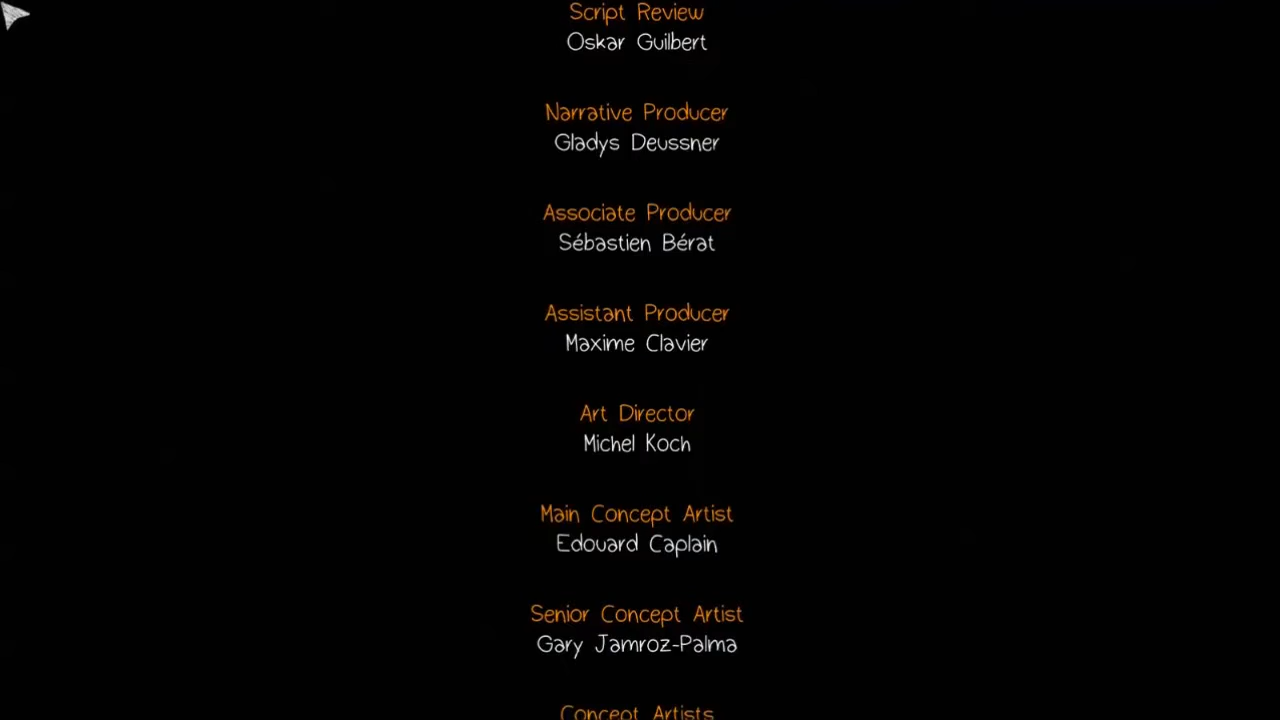 Script Review
Oskar Guilbert
Narrative Producer
Gladys Deussner
Associate Producer
Sébastien Bérat
Assistant Producer
Maxime Clavier
Art Director
Michel Koch
Main Concept Artist
Edouard Caplain
Senior Concept Artist
Gary Jamroz-Palma
Concept Artists